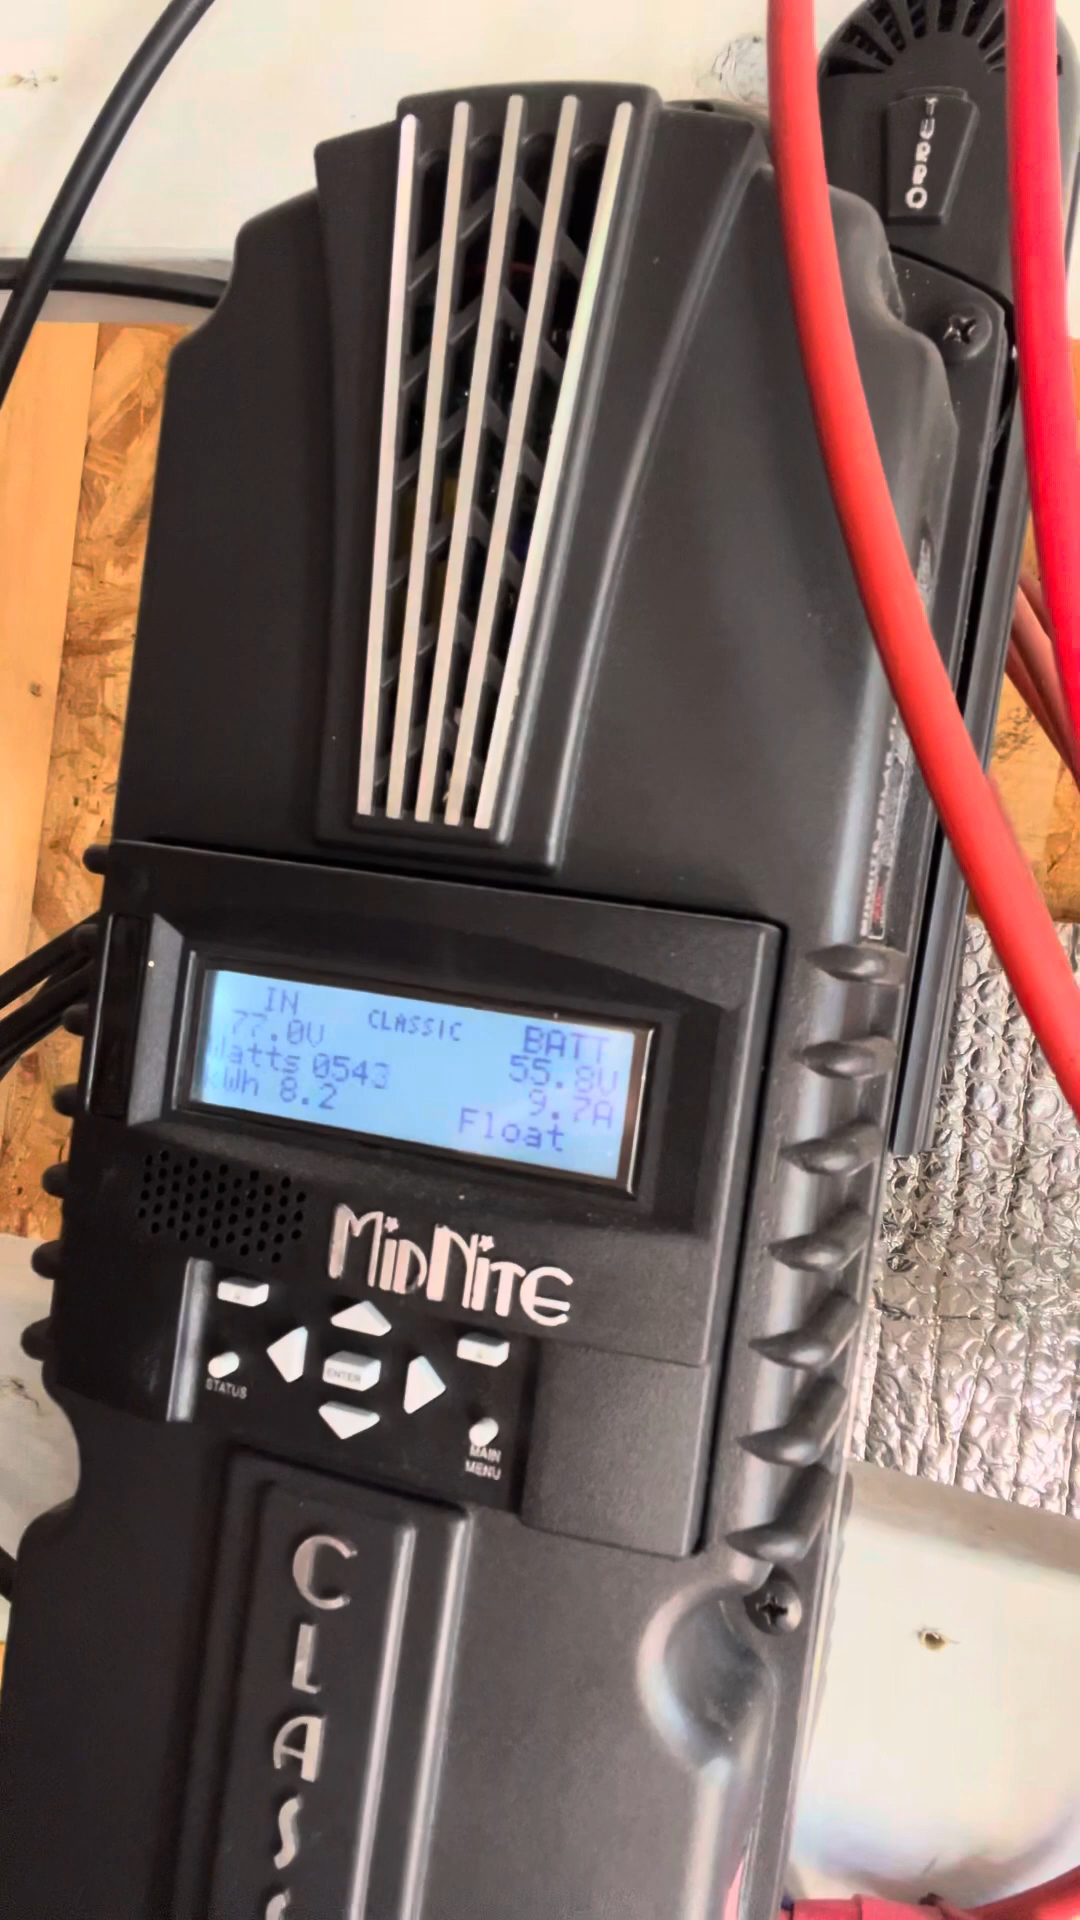 TURBO
IN CLASSIC BATT
77.0V 55.8V
Watts 0543 9.7A
kWh 8.2 Float
MIDNITE
ENTER
STATUS
MAIN
MENU
CLAS